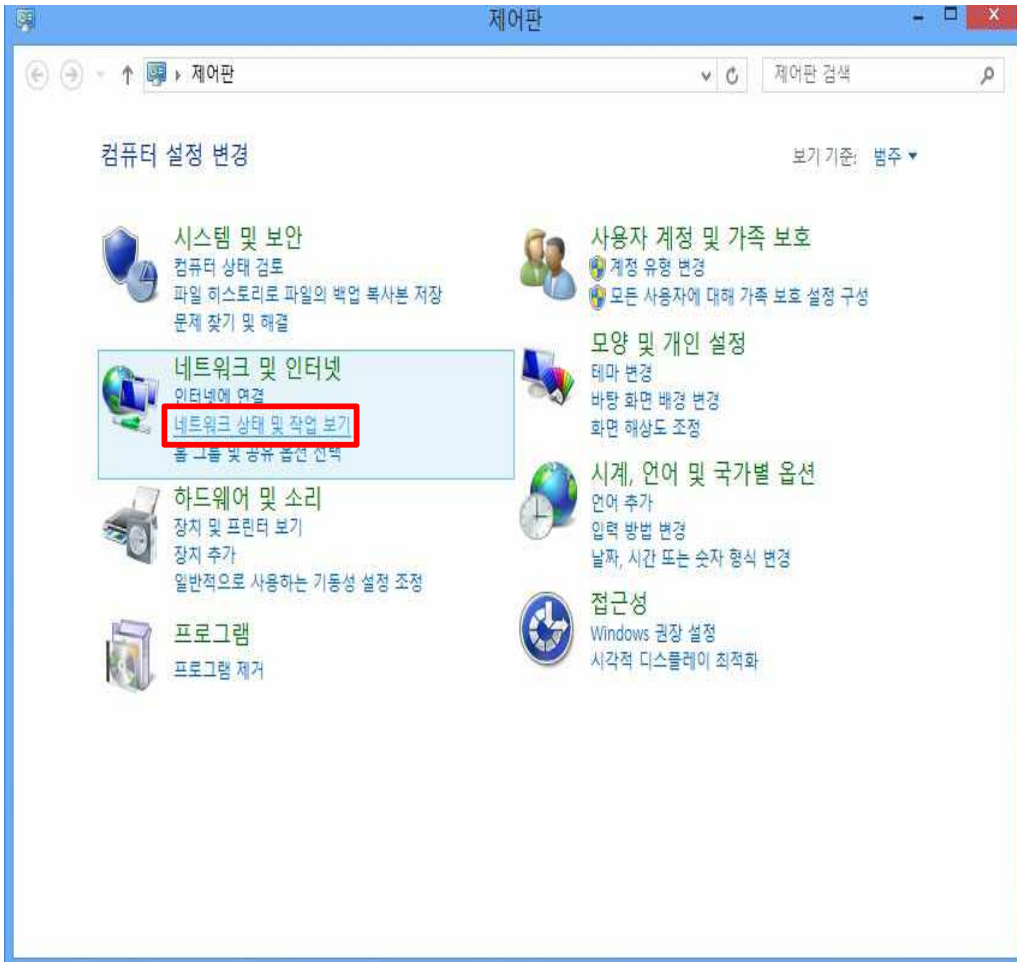 제어판
제어판
제어판 검색
컴퓨터 설정 변경
보기 기준: 범주
시스템 및 보안
컴퓨터 상태 검토
파일 히스토리로 파일의 백업 복사본 저장
문제 찾기 및 해결
네트워크 및 인터넷
인터넷에 연결
네트워크 상태 및 작업 보기
홈 그룹 및 공유 옵션 선택
하드웨어 및 소리
장치 및 프린터 보기
장치 추가
일반적으로 사용하는 기동성 설정 조정
프로그램
프로그램 제거
사용자 계정 및 가족 보호
계정 유형 변경
모든 사용자에 대해 가족 보호 설정 구성
모양 및 개인 설정
테마 변경
바탕 화면 배경 변경
화면 해상도 조정
시계, 언어 및 국가별 옵션
언어 추가
입력 방법 변경
날짜, 시간 또는 숫자 형식 변경
접근성
Windows 권장 설정
시각적 디스플레이 최적화